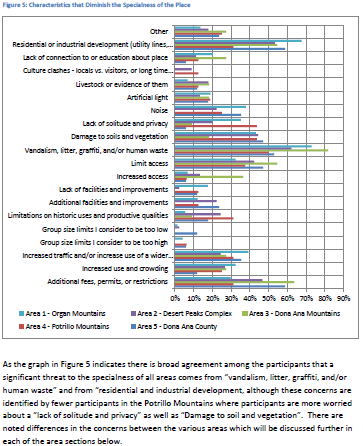 Figure 5: Characteristics that Diminish the Specialness of the Place
Other
Residential or industrial development (utility lines,...
Lack of connection to or education about place
Culture clashes - locals vs. visitors, or long time...
Livestock or evidence of them
Artificial light
Noise
Lack of solitude and privacy
Damage to soils and vegetation
Vandalism, litter, graffiti, and/or human waste
Limit access
Increased access
Lack of facilities and improvements
Additional facilities and improvements
Limitations on historic uses and productive qualities
Group size limits I consider to be too low
Group size limits I consider to be too high
Increased traffic and/or increase use of a wider...
Increased use and crowding
Additional fees, permits, or restrictions
0% 10% 20% 30% 40% 50% 60% 70% 80% 90%
Area 1 - Organ Mountains
Area 2 - Desert Peaks Complex
Area 3 - Dona Ana Mountains
Area 4 - Potrillo Mountains
Area 5 - Dona Ana County
As the graph in Figure 5 indicates there is broad agreement among the participants that a
significant threat to the specialness of all areas comes from "vandalism, litter, graffiti, and/or
human waste" and from "residential and industrial development, although these concerns are
identified by fewer participants in the Potrillo Mountains where participants are more worried
about a "lack of solitude and privacy" as well as "Damage to soil and vegetation". There are
noted differences in the concerns between the various areas which will be discussed further in
each of the area sections below.